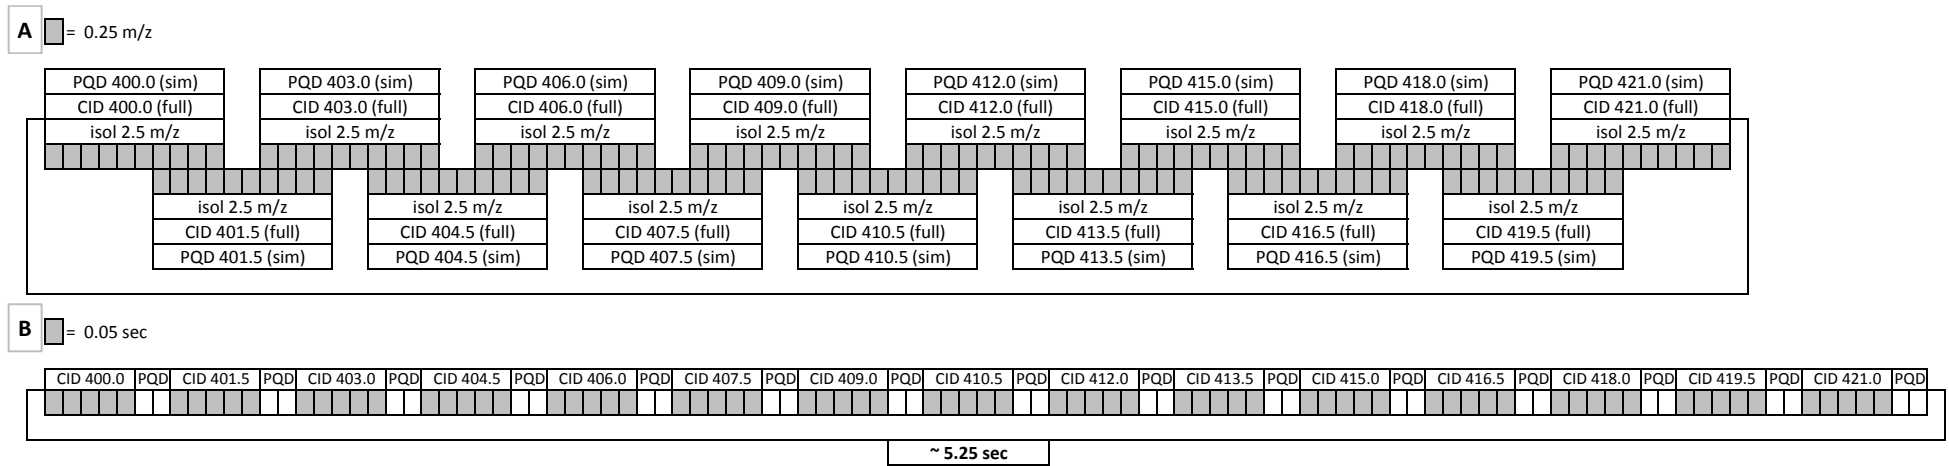 A = 0.25 m/z
PQD 400.0 (sim) PQD 403.0 (sim) PQD 406.0 (sim) PQD 409.0 (sim) PQD 412.0 (sim) PQD 415.0 (sim) PQD 418.0 (sim) PQD 421.0 (sim)
CID 400.0 (full) CID 403.0 (full) CID 406.0 (full) CID 409.0 (full) CID 412.0 (full) CID 415.0 (full) CID 418.0 (full) CID 421.0 (full)
isol 2.5 m/z isol 2.5 m/z isol 2.5 m/z isol 2.5 m/z isol 2.5 m/z isol 2.5 m/z isol 2.5 m/z isol 2.5 m/z
isol 2.5 m/z isol 2.5 m/z isol 2.5 m/z isol 2.5 m/z isol 2.5 m/z isol 2.5 m/z isol 2.5 m/z
CID 401.5 (full) CID 404.5 (full) CID 407.5 (full) CID 410.5 (full) CID 413.5 (full) CID 416.5 (full) CID 419.5 (full)
PQD 401.5 (sim) PQD 404.5 (sim) PQD 407.5 (sim) PQD 410.5 (sim) PQD 413.5 (sim) PQD 416.5 (sim) PQD 419.5 (sim)
B = 0.05 sec
CID 400.0 PQD CID 401.5 PQD CID 403.0 PQD CID 404.5 PQD CID 406.0 PQD CID 407.5 PQD CID 409.0 PQD CID 410.5 PQD CID 412.0 PQD CID 413.5 PQD CID 415.0 PQD CID 416.5 PQD CID 418.0 PQD CID 419.5 PQD CID 421.0 PQD
~ 5.25 sec